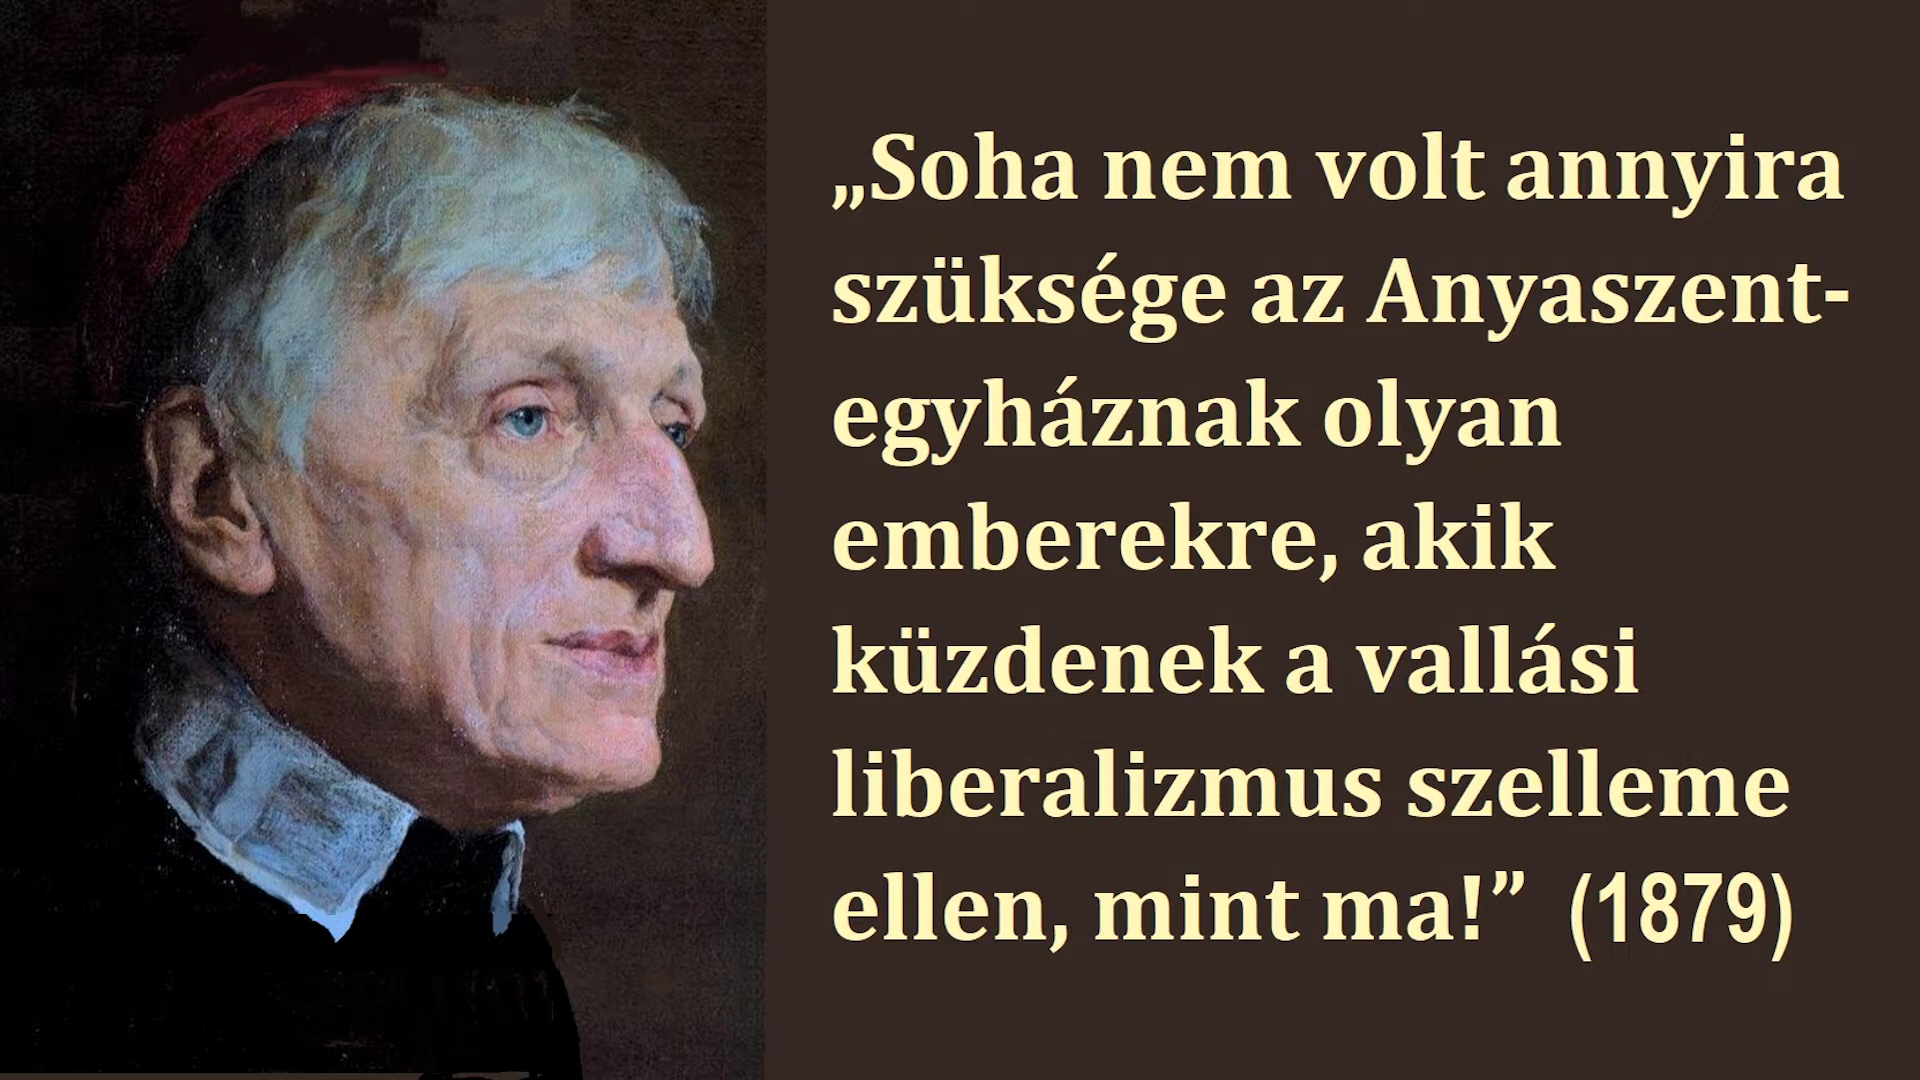 „Soha nem volt annyira
szüksége az Anyaszent-
egyháznak olyan
emberekre, akik
küzdenek a vallási
liberalizmus szelleme
ellen, mint ma!” (1879)